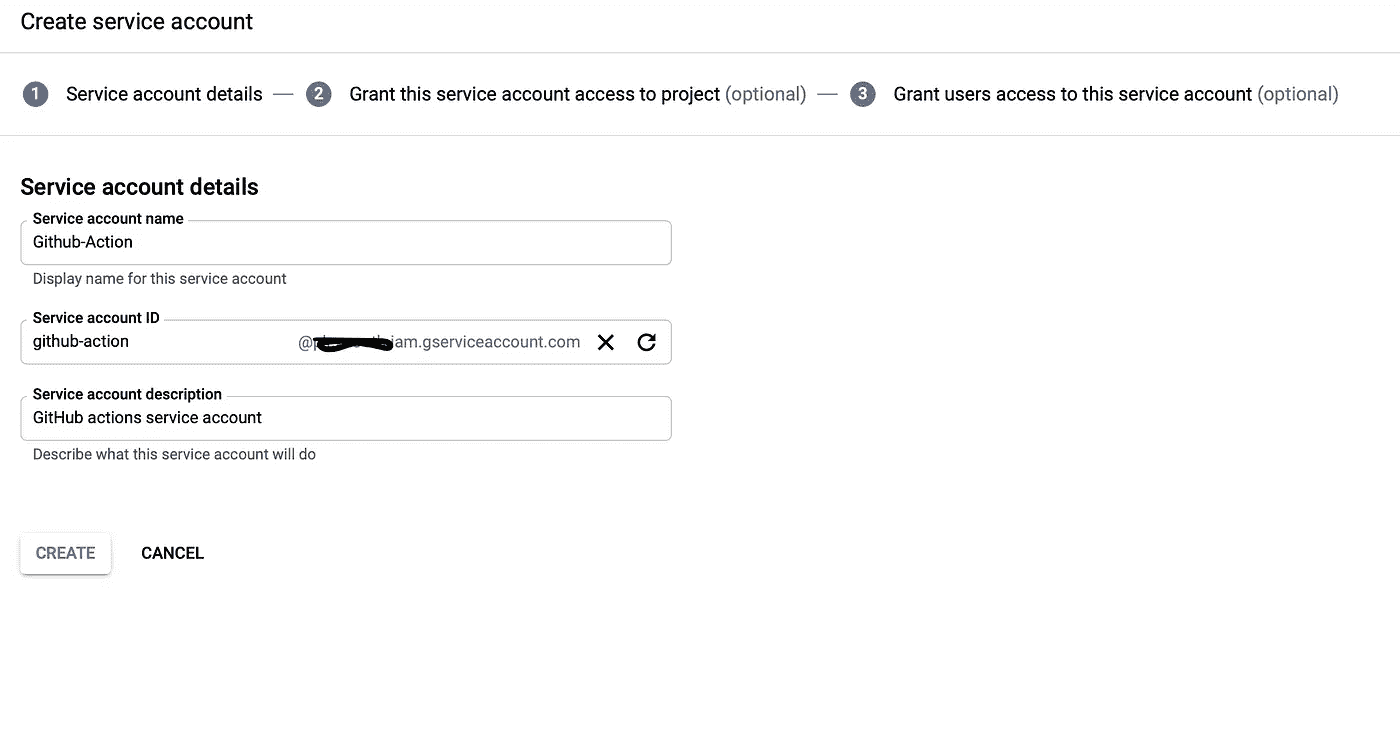 Create service account
1 Service account details — 2 Grant this service account access to project (optional) — 3 Grant users access to this service account (optional)
Service account details
Service account name
Github-Action
Display name for this service account
Service account ID
github-action @ iam.gserviceaccount.com
Service account description
GitHub actions service account
Describe what this service account will do
CREATE CANCEL